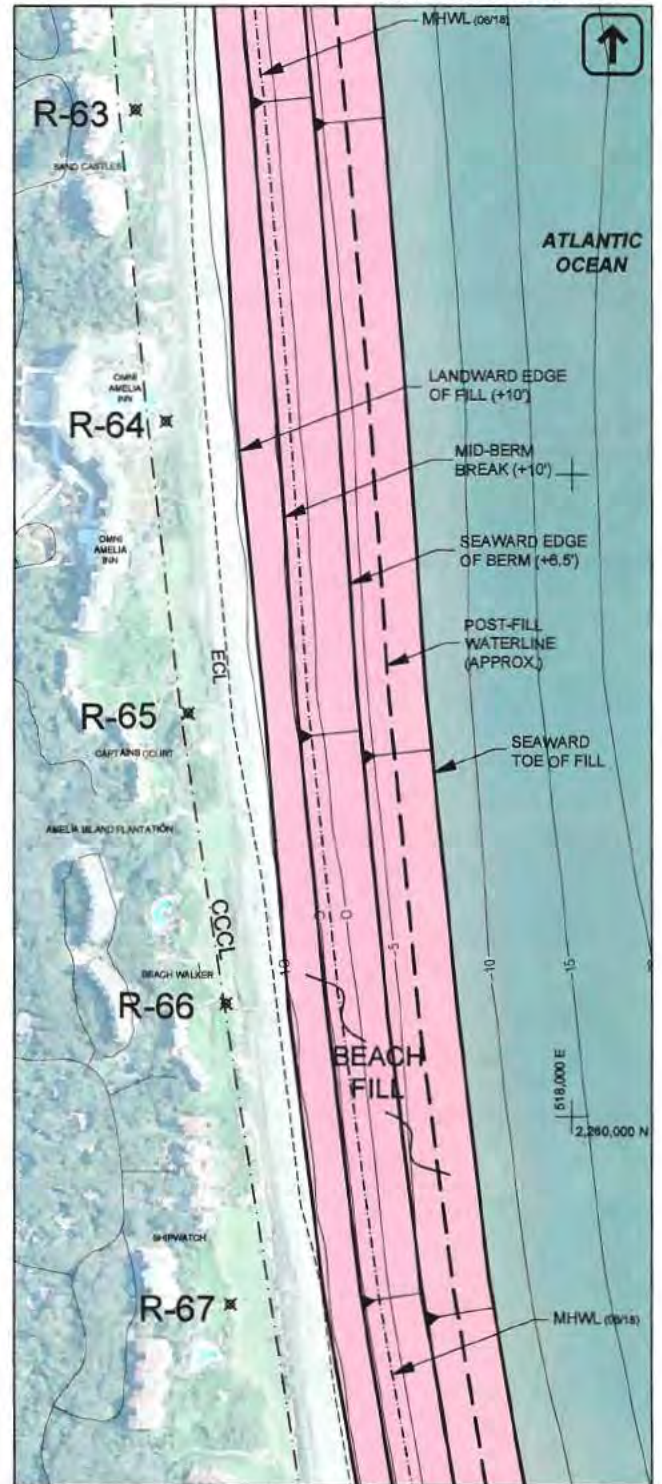 MHWL (06/18)
R-63
SAND CASTLES
ATLANTIC
OCEAN
LANDWARD EDGE
OF FILL (+10')
OMNI
AMELIA
INN
R-64
MID-BERM
BREAK (+10')
OMNI
AMELIA
INN
SEAWARD EDGE
OF BERM (+6.5')
POST-FILL
WATERLINE
(APPROX.)
ECL
R-65
CAPTAINS COURT
SEAWARD
TOE OF FILL
AMELIA ISLAND PLANTATION
CCCL
0
-5
-10
-15
BEACH WALKER
R-66
BEACH
FILL
518,000 E
2,260,000 N
SHIPWATCH
R-67
MHWL (06/18)